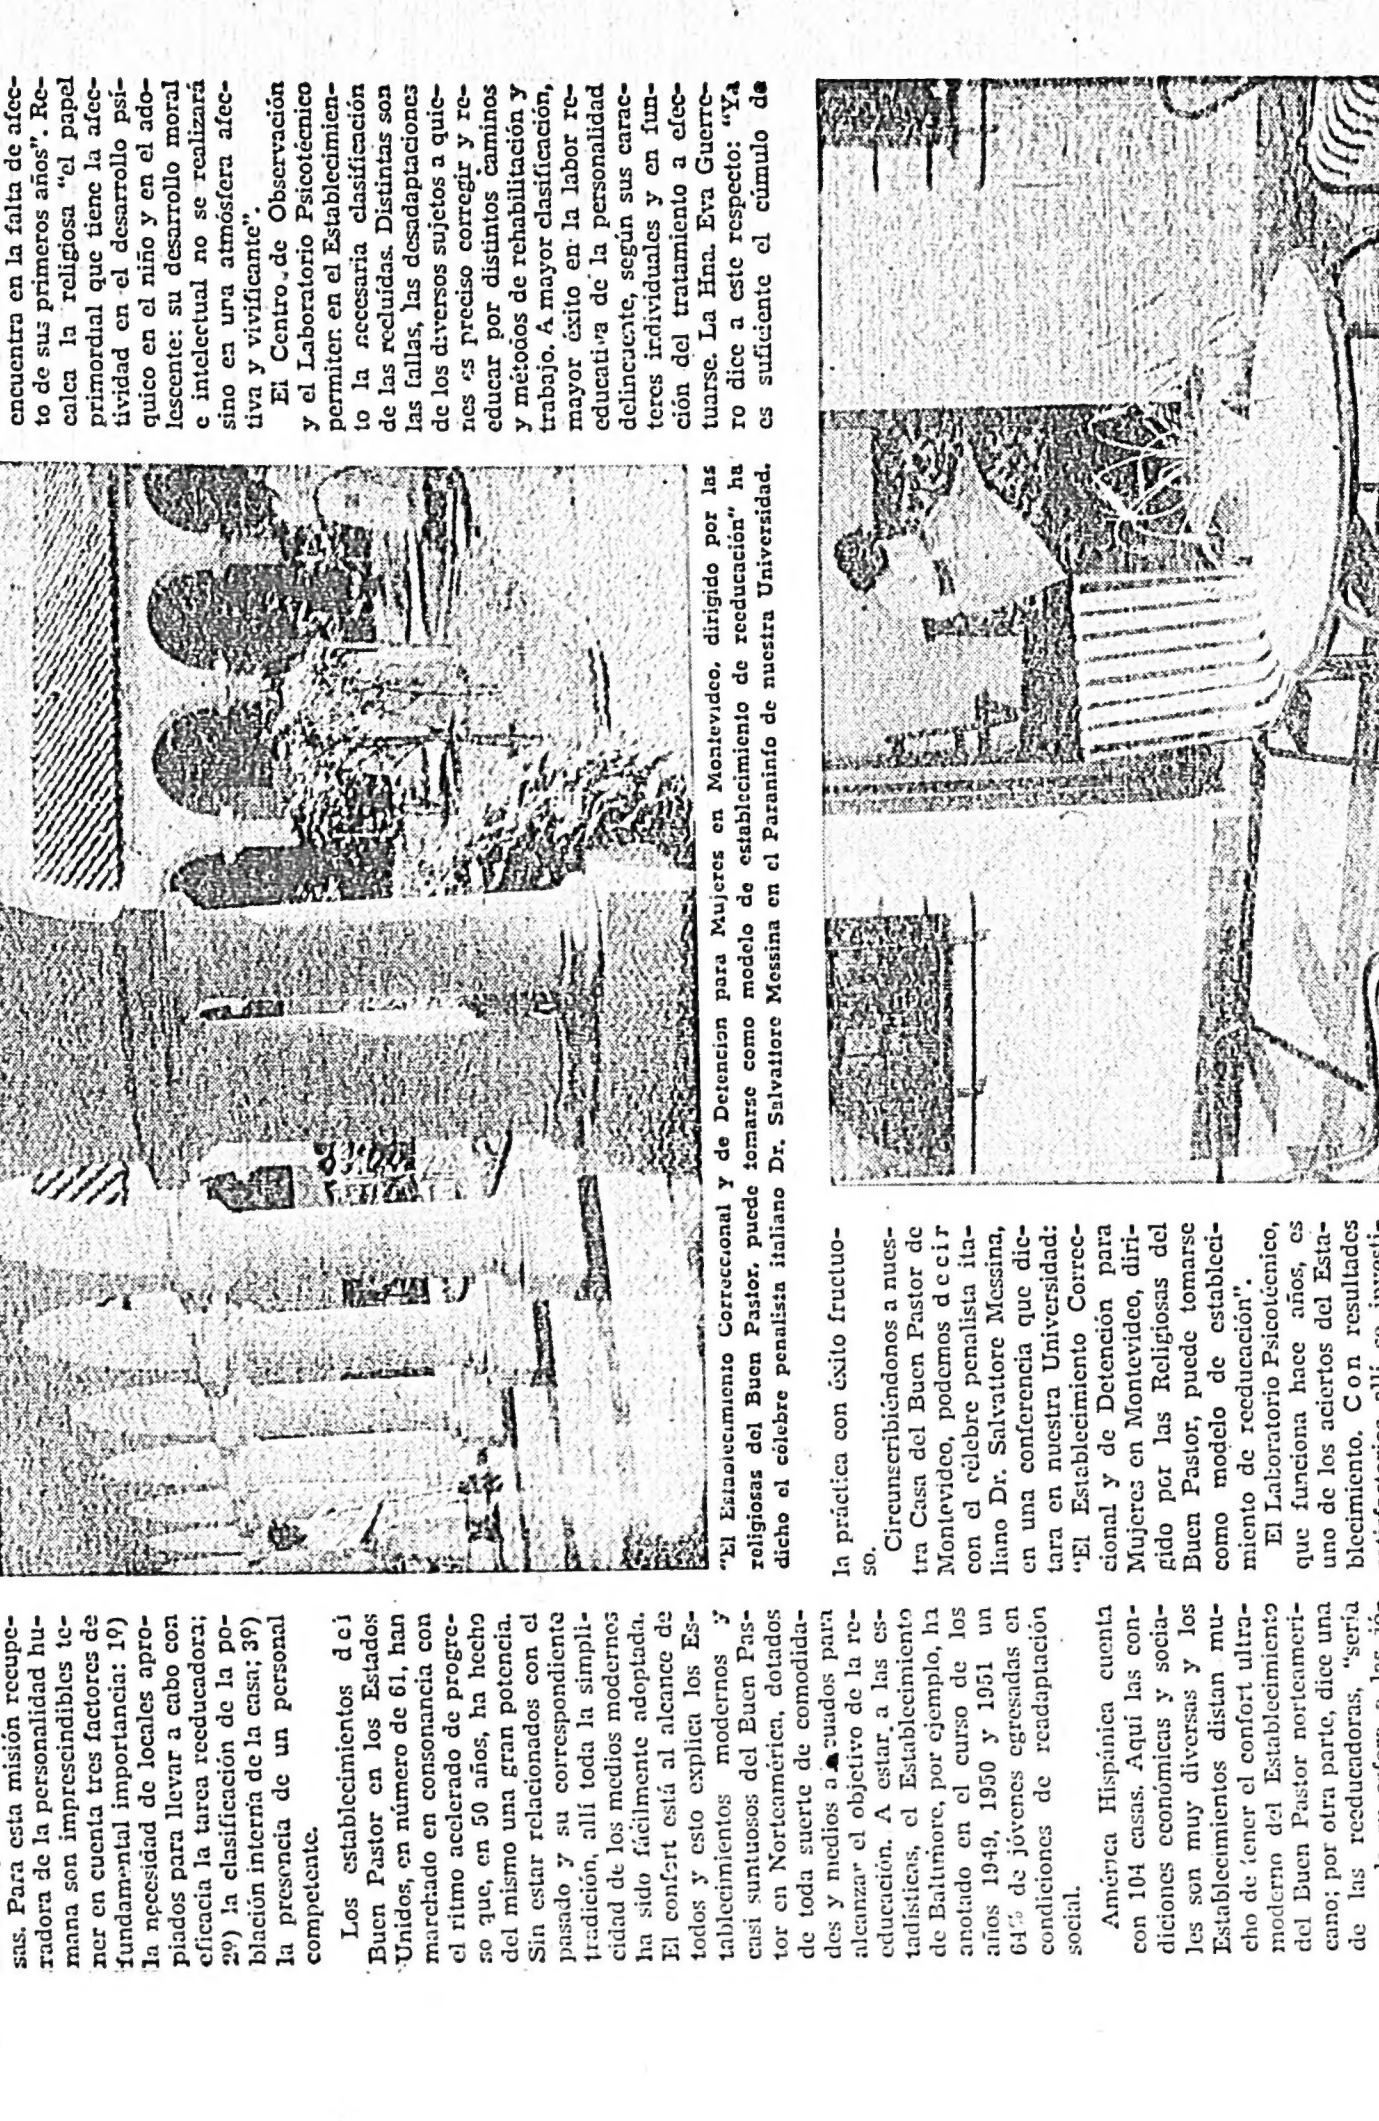 sas. Para esta misión recupe-
radora de la personalidad hu-
mana son imprescindibles te-
ner en cuenta tres factores de
fundamental importancia: 1º)
la necesidad de locales apro-
piados para llevar a cabo con
eficacia la tarea reeducadora;
2º) la clasificación de la po-
blación interna de la casa; 3º)
la presencia de un personal
competente.
Los establecimientos del
Buen Pastor en los Estados
Unidos, en número de 61, han
marchado en consonancia con
el ritmo acelerado de progre-
so que, en 50 años, ha hecho
del mismo una gran potencia.
Sin estar relacionados con el
pasado y su correspondiente
tradición, allí toda la simpli-
cidad de los medios modernos
ha sido fácilmente adoptada.
El confort está al alcance de
todos y esto explica los Es-
tablecimientos modernos y
casi suntuosos del Buen Pas-
tor en Norteamérica, dotados
de toda suerte de comodida-
des y medios adecuados para
alcanzar el objetivo de la re-
educación. A estar a las es-
tadísticas, el Establecimiento
de Baltimore, por ejemplo, ha
anotado en el curso de los
años 1949, 1950 y 1951 un
64% de jóvenes egresadas en
condiciones de readaptación
social.
América Hispánica cuenta
con 104 casas. Aquí las con-
diciones económicas y socia-
les son muy diversas y los
Establecimientos distan mu-
cho de tener el confort ultra-
moderno del Establecimiento
del Buen Pastor norteameri-
cano; por otra parte, dice una
de las reeducadoras, "sería
"El Establecimiento Correccional y de Detencion para Mujeres en Montevideo, dirigido por las
religiosas del Buen Pastor, puede tomarse como modelo de establecimiento de reeducación" ha
dicho el célebre penalista italiano Dr. Salvattore Messina en el Paraninfo de nuestra Universidad.
la práctica con éxito fructuo-
so.
Circunscribiéndonos a nues-
tra Casa del Buen Pastor de
Montevideo, podemos decir
con el célebre penalista ita-
liano Dr. Salvattore Messina,
en una conferencia que dic-
tara en nuestra Universidad:
"El Establecimiento Correc-
cional y de Detención para
Mujeres en Montevideo, diri-
gido por las Religiosas del
Buen Pastor, puede tomarse
como modelo de estableci-
miento de reeducación".
El Laboratorio Psicotécnico,
que funciona hace años, es
uno de los aciertos del Esta-
blecimiento. Con resultados
encuentra en la falta de afec-
to de sus primeros años". Re-
calca la religiosa "el papel
primordial que tiene la afec-
tividad en el desarrollo psí-
quico en el niño y en el ado-
lescente: su desarrollo moral
e intelectual no se realizará
sino en una atmósfera afec-
tiva y vivificante".
El Centro de Observación
y el Laboratorio Psicotécnico
permiten en el Establecimien-
to la necesaria clasificación
de las recluídas. Distintas son
las fallas, las desadaptaciones
de los diversos sujetos a quie-
nes es preciso corregir y re-
educar por distintos caminos
y métodos de rehabilitación y
trabajo. A mayor clasificación,
mayor éxito en la labor re-
educativa de la personalidad
delincuente, según sus carac-
teres individuales y en fun-
ción del tratamiento a efec-
tuarse. La Hna. Eva Guerre-
ro dice a este respecto: "Ya
es suficiente el cúmulo de